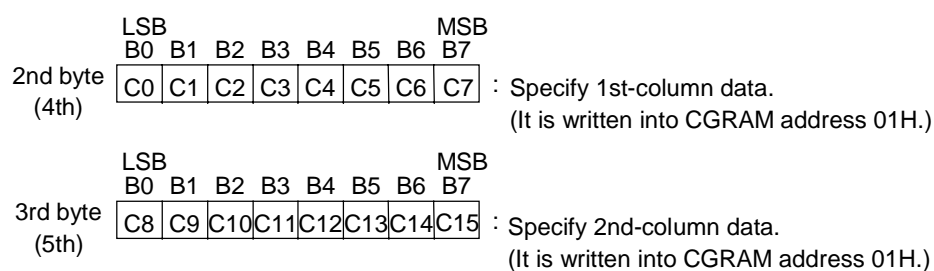 LSB MSB
B0 B1 B2 B3 B4 B5 B6 B7
2nd byte C0 C1 C2 C3 C4 C5 C6 C7 : Specify 1st-column data.
(4th) (It is written into CGRAM address 01H.)
LSB MSB
B0 B1 B2 B3 B4 B5 B6 B7
3rd byte C8 C9 C10 C11 C12 C13 C14 C15 : Specify 2nd-column data.
(5th) (It is written into CGRAM address 01H.)